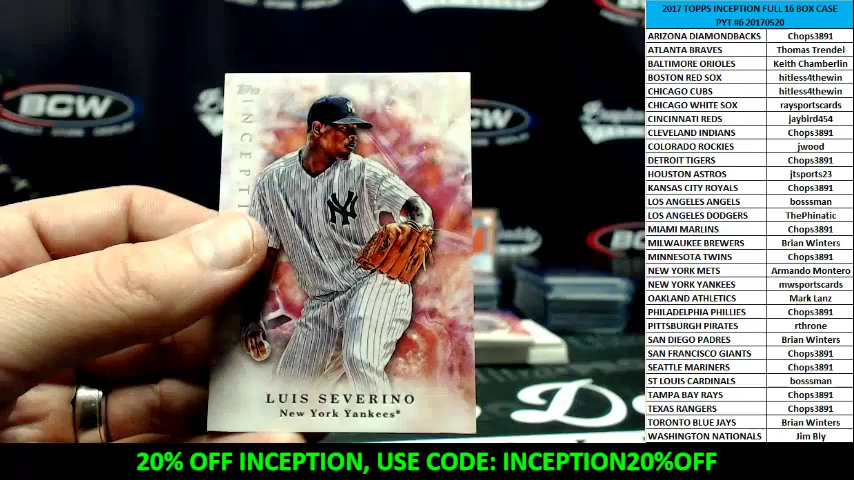 2017 TOPPS INCEPTION FULL 16 BOX CASE
PYT #6 20170520
ARIZONA DIAMONDBACKS Chops3891
ATLANTA BRAVES Thomas Trendel
BALTIMORE ORIOLES Keith Chamberlin
BOSTON RED SOX hitless4thewin
CHICAGO CUBS hitless4thewin
CHICAGO WHITE SOX raysportscards
CINCINNATI REDS jaybird454
CLEVELAND INDIANS Chops3891
COLORADO ROCKIES jwood
DETROIT TIGERS Chops3891
HOUSTON ASTROS jtsports23
KANSAS CITY ROYALS Chops3891
LOS ANGELES ANGELS bosssman
LOS ANGELES DODGERS ThePhinatic
MIAMI MARLINS Chops3891
MILWAUKEE BREWERS Brian Winters
MINNESOTA TWINS Chops3891
NEW YORK METS Armando Montero
NEW YORK YANKEES mwsportscards
OAKLAND ATHLETICS Mark Lanz
PHILADELPHIA PHILLIES Chops3891
PITTSBURGH PIRATES rthrone
SAN DIEGO PADRES Brian Winters
SAN FRANCISCO GIANTS Chops3891
SEATTLE MARINERS Chops3891
ST LOUIS CARDINALS bosssman
TAMPA BAY RAYS Chops3891
TEXAS RANGERS Chops3891
TORONTO BLUE JAYS Brian Winters
WASHINGTON NATIONALS Jim Bly
BCW
Topps
INCEPTI
NY
LUIS SEVERINO
New York Yankees®
BC
20% OFF INCEPTION, USE CODE: INCEPTION20%OFF